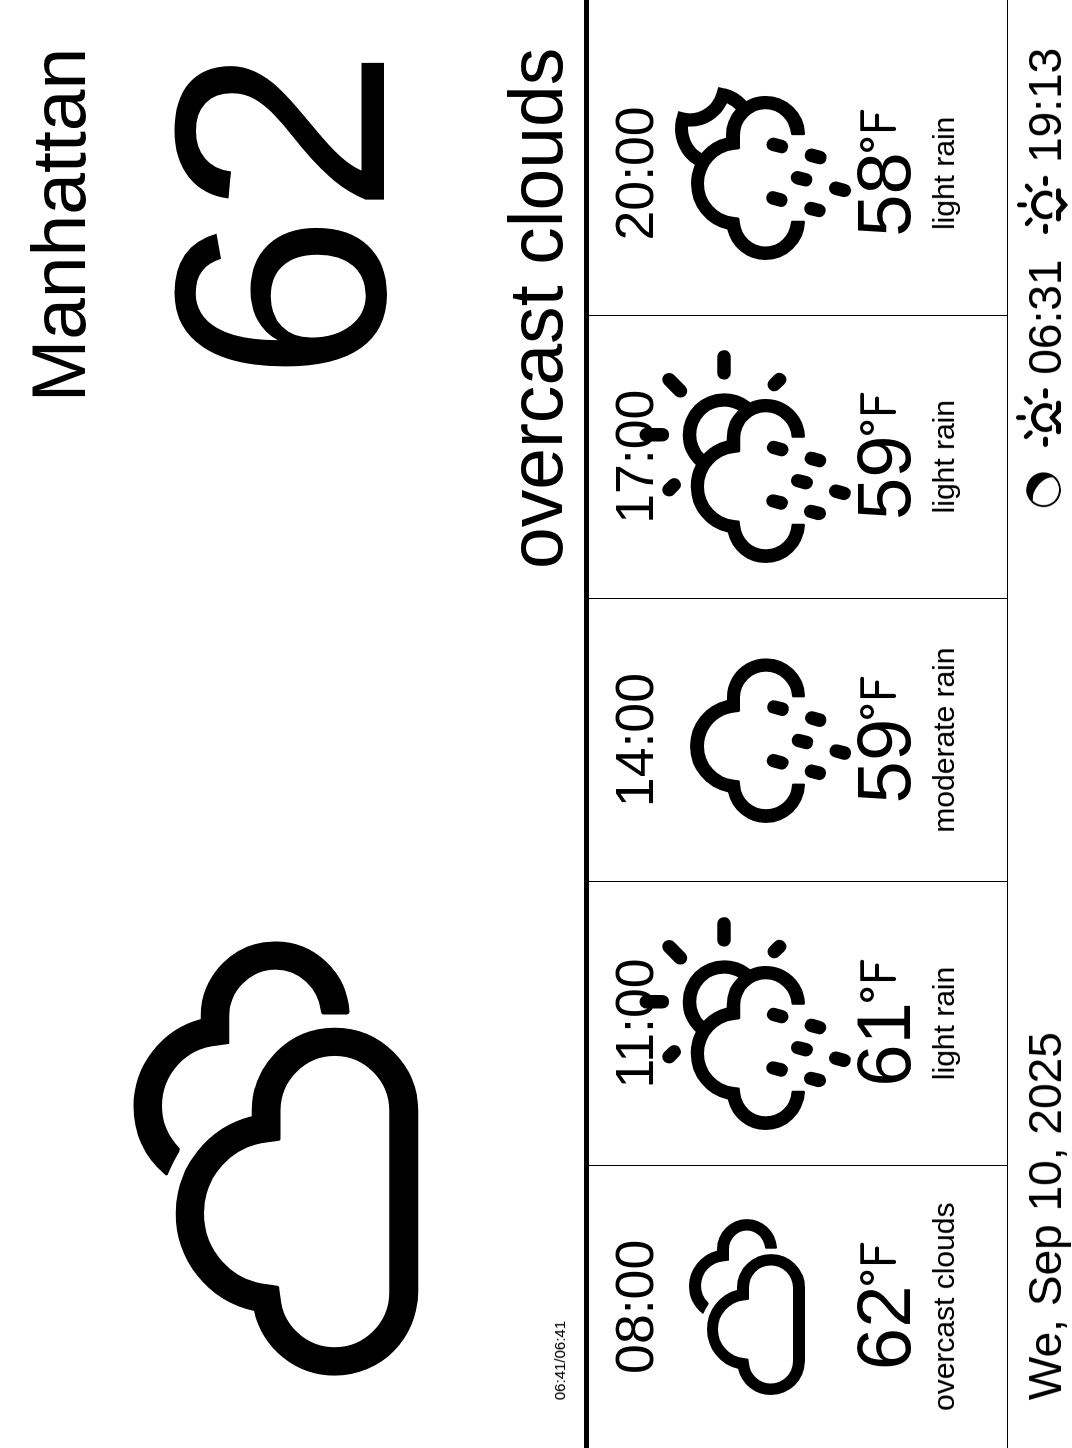 Manhattan
62
overcast clouds
06:41/06:41
08:00
62°F
overcast clouds
11:00
61°F
light rain
14:00
59°F
moderate rain
17:00
59°F
light rain
20:00
58°F
light rain
We, Sep 10, 2025
06:31
19:13